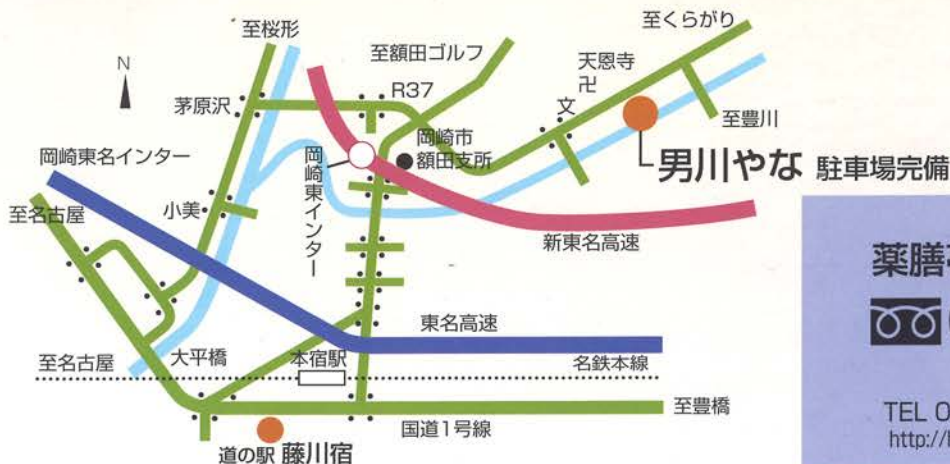 至桜形
至くらがり
N
至額田ゴルフ
天恩寺
卍
R37
文
茅原沢
至豊川
岡崎市
額田支所
岡崎東名インター
岡崎東インター
男川やな 駐車場完備
至名古屋
小美
新東名高速
薬膳
東名高速
至名古屋
大平橋
本宿駅
名鉄本線
TEL
至豊橋
http://
国道1号線
道の駅 藤川宿